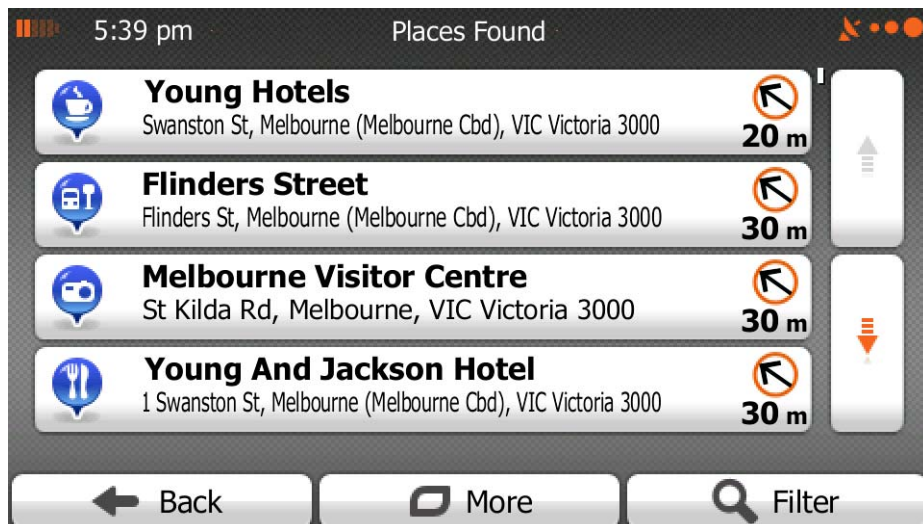 5:39 pm
Places Found
Young Hotels
Swanston St, Melbourne (Melbourne Cbd), VIC Victoria 3000
20 m
Flinders Street
Flinders St, Melbourne (Melbourne Cbd), VIC Victoria 3000
30 m
Melbourne Visitor Centre
St Kilda Rd, Melbourne, VIC Victoria 3000
30 m
Young And Jackson Hotel
1 Swanston St, Melbourne (Melbourne Cbd), VIC Victoria 3000
30 m
Back
More
Filter